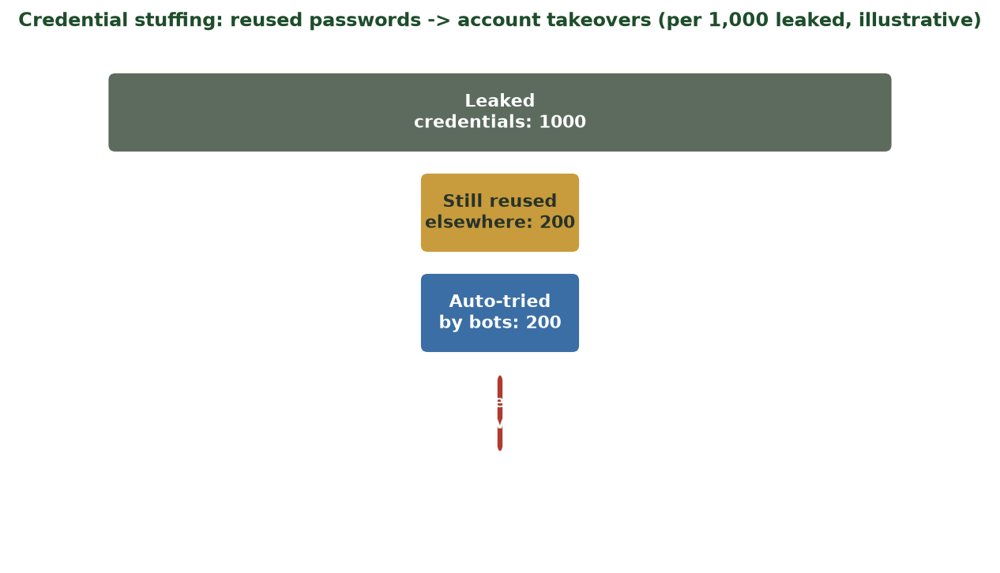 Credential stuffing: reused passwords -> account takeovers (per 1,000 leaked, illustrative)
Leaked
credentials: 1000
Still reused
elsewhere: 200
Auto-tried
by bots: 200